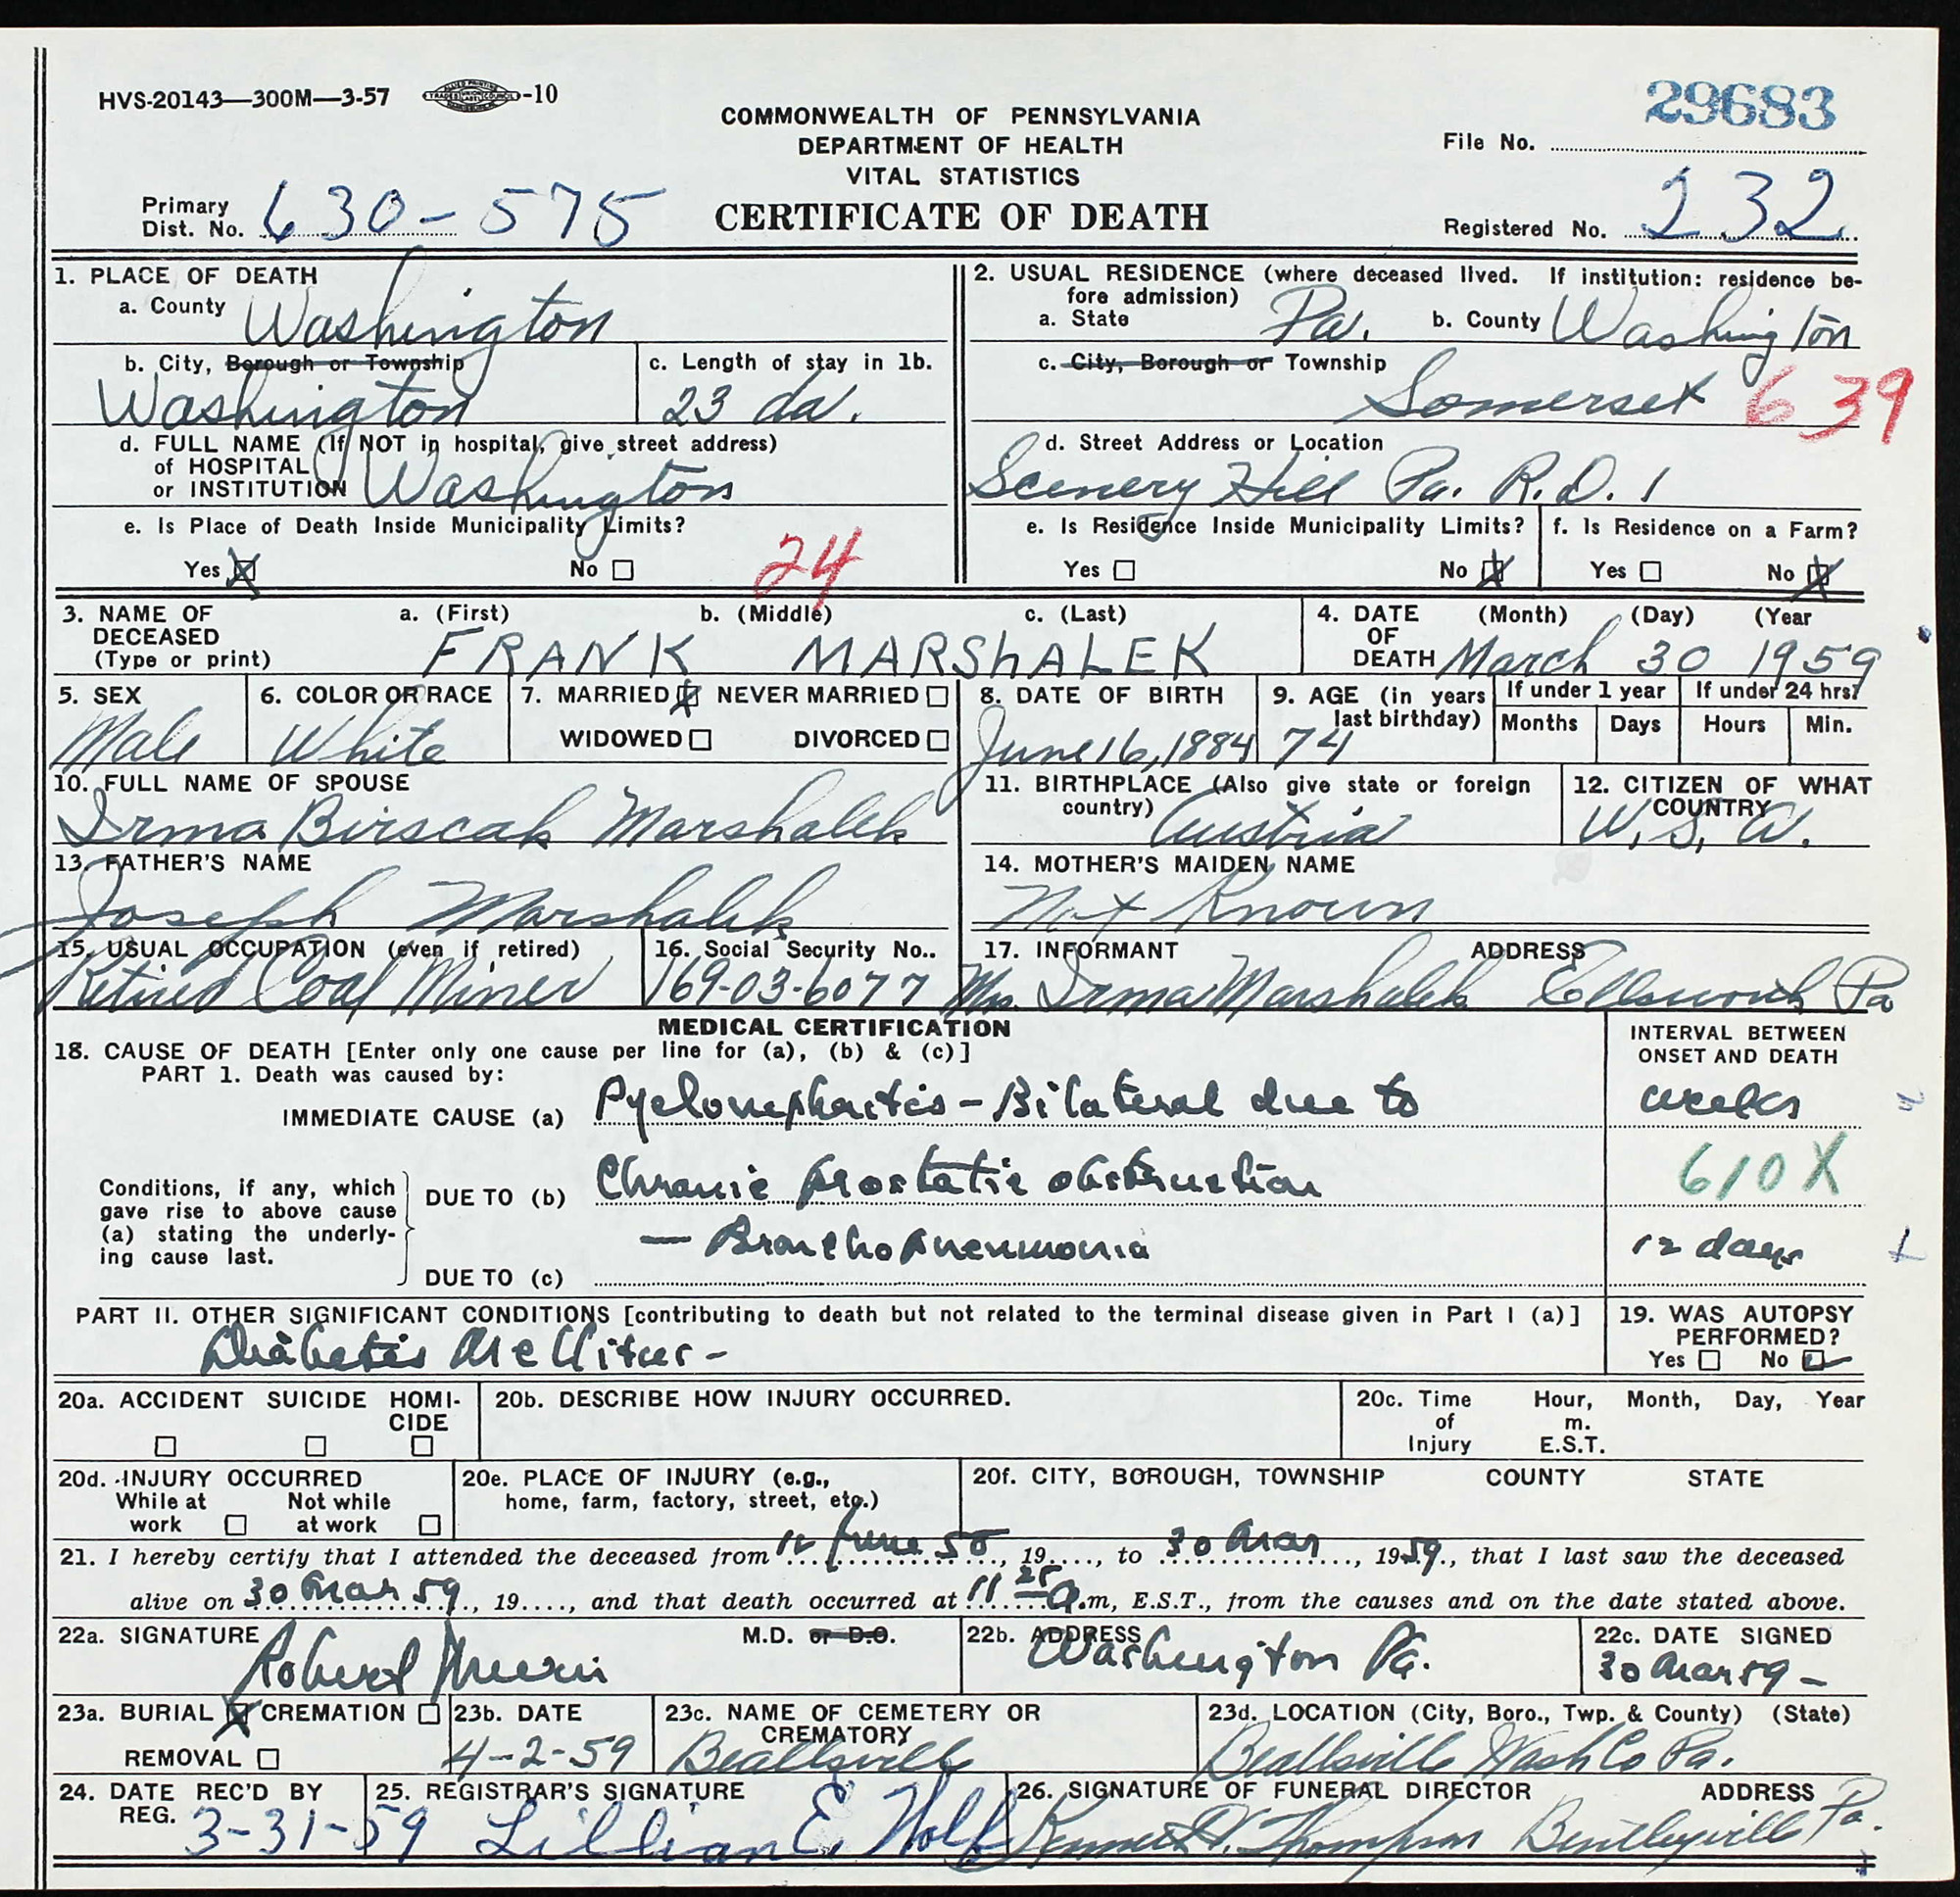 HVS-20143—300M—3-57 -10
29683
COMMONWEALTH OF PENNSYLVANIA
DEPARTMENT OF HEALTH
VITAL STATISTICS
CERTIFICATE OF DEATH
File No.
Primary Dist. No. 630-575
Registered No. 232
1. PLACE OF DEATH
a. County Washington
b. City, Borough or Township
Washington
c. Length of stay in 1b.
23 da.
d. FULL NAME (If NOT in hospital, give street address)
of HOSPITAL
or INSTITUTION Washington
e. Is Place of Death Inside Municipality Limits?
Yes No
24
2. USUAL RESIDENCE (where deceased lived. If institution: residence be-
fore admission)
a. State Pa. b. County Washington
c. City, Borough or Township
Somerset 639
d. Street Address or Location
Scenery Hill Pa. R.D. 1
e. Is Residence Inside Municipality Limits?
Yes No
f. Is Residence on a Farm?
Yes No
3. NAME OF DECEASED (Type or print)
a. (First) b. (Middle) c. (Last)
FRANK MARSHALEK
4. DATE OF DEATH (Month) (Day) (Year
March 30 1959
5. SEX
Male
6. COLOR OR RACE
White
7. MARRIED NEVER MARRIED
WIDOWED DIVORCED
8. DATE OF BIRTH
June 16, 1884
9. AGE (in years last birthday)
74
If under 1 year
Months Days
If under 24 hrs.
Hours Min.
10. FULL NAME OF SPOUSE
Irma Birscak Marshalek
11. BIRTHPLACE (Also give state or foreign country)
Austria
12. CITIZEN OF WHAT COUNTRY
U.S.A.
13. FATHER'S NAME
Joseph Marshalek
14. MOTHER'S MAIDEN NAME
Not Known
15. USUAL OCCUPATION (even if retired)
Retired Coal Miner
16. Social Security No..
169-03-6077
17. INFORMANT ADDRESS
Mrs. Irma Marshalek Ellsworth Pa
MEDICAL CERTIFICATION
18. CAUSE OF DEATH [Enter only one cause per line for (a), (b) & (c)]
PART 1. Death was caused by:
INTERVAL BETWEEN
ONSET AND DEATH
IMMEDIATE CAUSE (a) Pyelonephritis - Bilateral due to weeks
Conditions, if any, which
gave rise to above cause
(a) stating the underly-
ing cause last.
DUE TO (b) Chronic prostatic obstruction 610X
— Bronchopneumonia 12 days
DUE TO (c)
PART II. OTHER SIGNIFICANT CONDITIONS [contributing to death but not related to the terminal disease given in Part I (a)]
Diabetes Mellitus -
19. WAS AUTOPSY
PERFORMED?
Yes No
20a. ACCIDENT SUICIDE HOMI-
CIDE
20b. DESCRIBE HOW INJURY OCCURRED.
20c. Time of Injury Hour, Month, Day, Year
m.
E.S.T.
20d. INJURY OCCURRED
While at work Not while at work
20e. PLACE OF INJURY (e.g.,
home, farm, factory, street, etc.)
20f. CITY, BOROUGH, TOWNSHIP COUNTY STATE
21. I hereby certify that I attended the deceased from June , 19...., to 30 Mar, 1959, that I last saw the deceased
alive on 30 Mar 59, 19...., and that death occurred at 11 25 a.m, E.S.T., from the causes and on the date stated above.
22a. SIGNATURE M.D. or D.O.
Robert
22b. ADDRESS
Washington Pa.
22c. DATE SIGNED
30 Mar 59 -
23a. BURIAL CREMATION
REMOVAL
23b. DATE
4-2-59
23c. NAME OF CEMETERY OR
CREMATORY
Beallsville
23d. LOCATION (City, Boro., Twp. & County) (State)
Beallsville Wash Co Pa.
24. DATE REC'D BY REG.
3-31-59
25. REGISTRAR'S SIGNATURE
Lillian E. Wolf
26. SIGNATURE OF FUNERAL DIRECTOR ADDRESS
Thompson Bentleyville Pa.